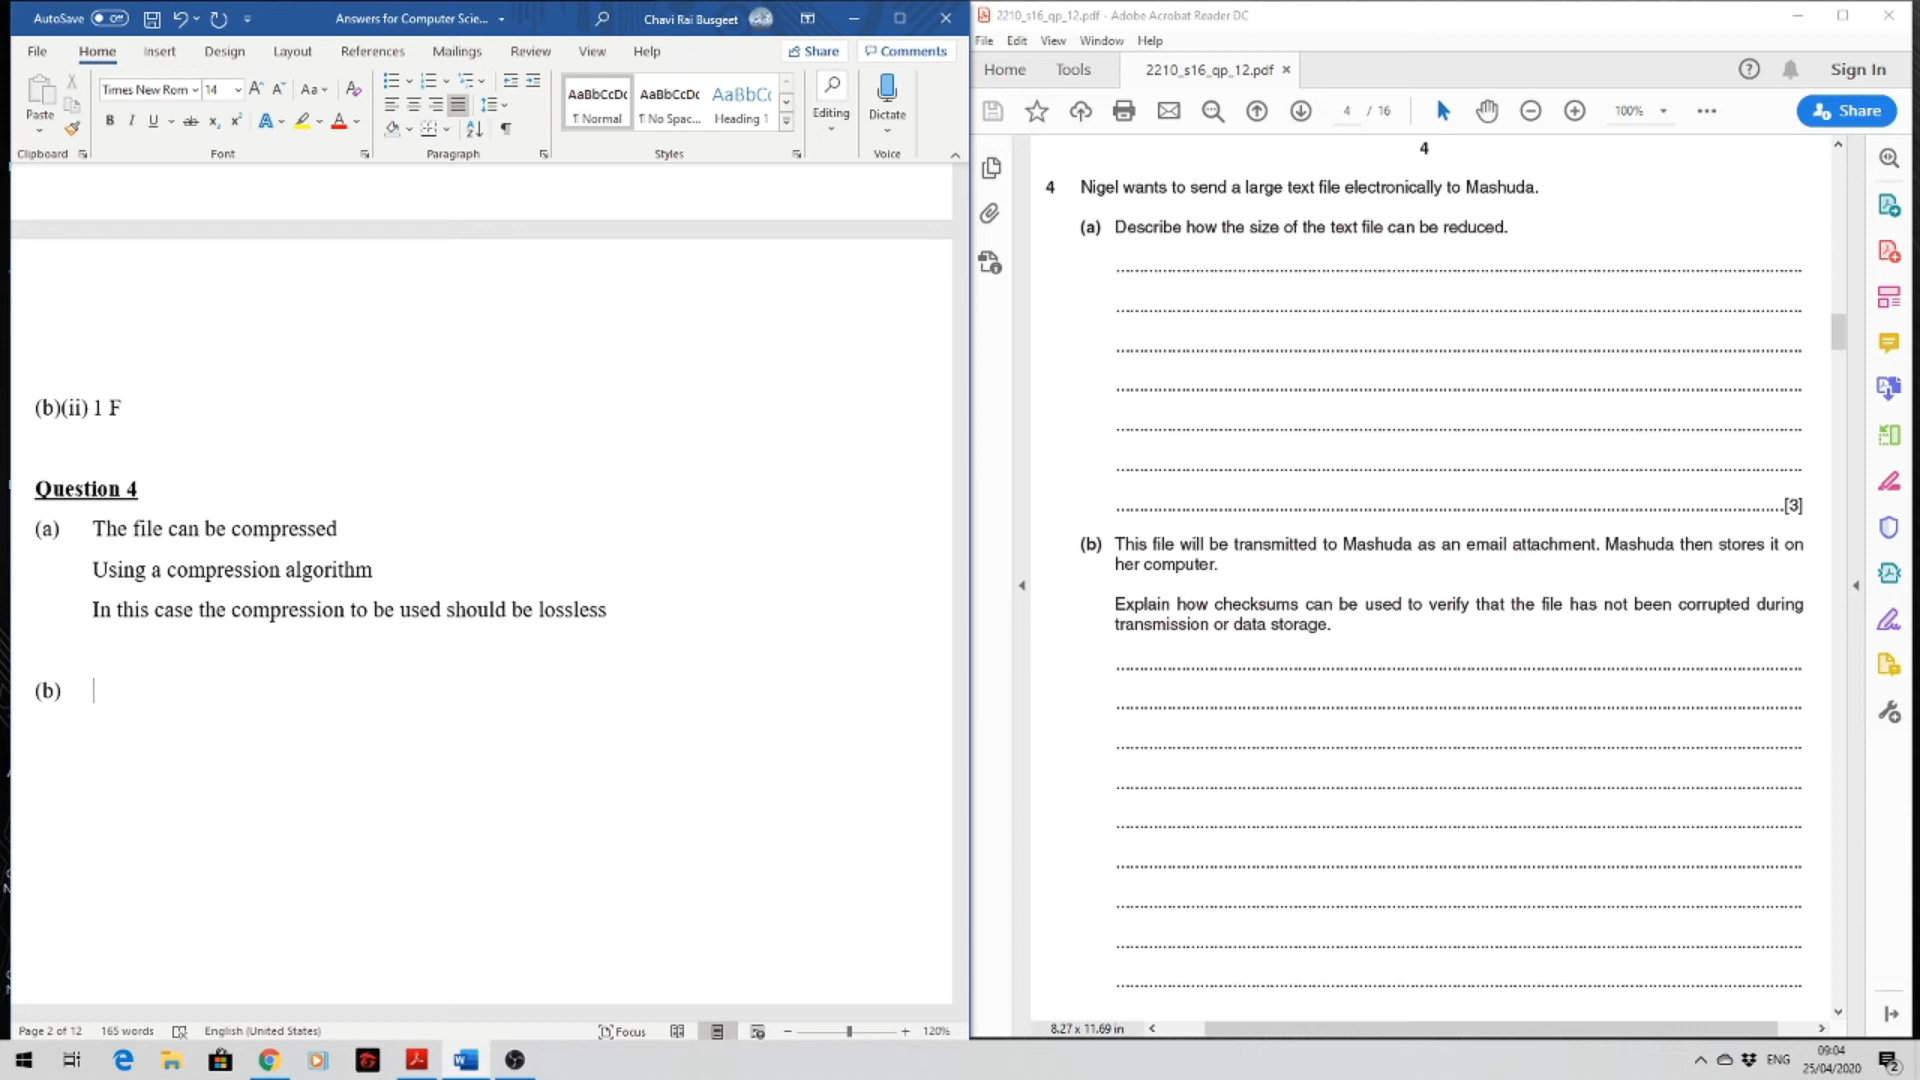 AutoSave Off Answers for Computer Scie... Chavi Rai Busgeet
File Home Insert Design Layout References Mailings Review View Help Share Comments
Paste Times New Rom 14 Aa AaBbCcDc AaBbCcDc AaBbC Editing Dictate
¶ Normal ¶ No Spac... Heading 1
Clipboard Font Paragraph Styles Voice
(b)(ii) 1 F
Question 4
(a) The file can be compressed
Using a compression algorithm
In this case the compression to be used should be lossless
(b)
Page 2 of 12 165 words English (United States) Focus 120%
2210_s16_qp_12.pdf - Adobe Acrobat Reader DC
File Edit View Window Help
Home Tools 2210_s16_qp_12.pdf × Sign In
4 / 16 100% Share
4
4 Nigel wants to send a large text file electronically to Mashuda.
(a) Describe how the size of the text file can be reduced.
[3]
(b) This file will be transmitted to Mashuda as an email attachment. Mashuda then stores it on
her computer.
Explain how checksums can be used to verify that the file has not been corrupted during
transmission or data storage.
8.27 x 11.69 in
ENG 09:04
25/04/2020 2